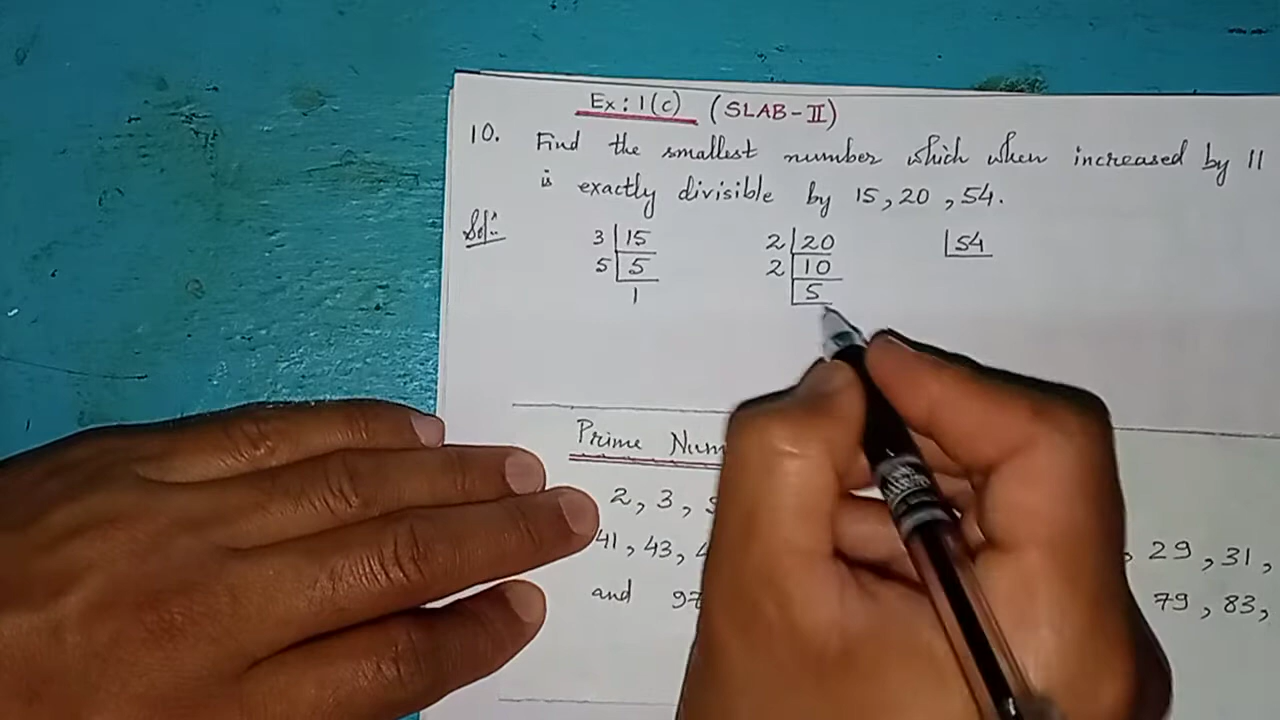 Ex: 1(c) (SLAB-II)
10. Find the smallest number which when increased by 11
is exactly divisible by 15, 20, 54.
Sol^n:
3 | 15 2 | 20 | 54
5 | 5 2 | 10
1 | 5
Prime
2, 3,
41, 43, 29, 31,
and 97 79, 83,